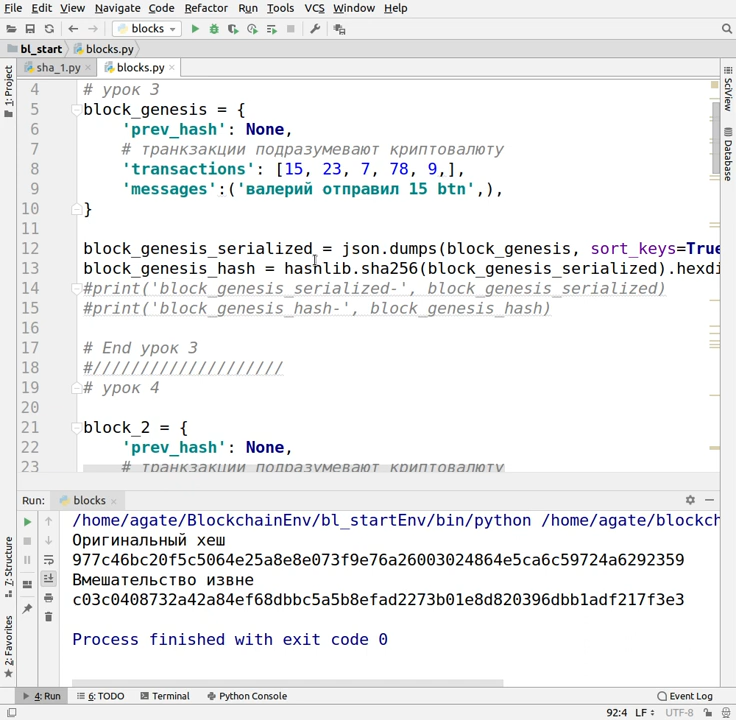 File Edit View Navigate Code Refactor Run Tools VCS Window Help
blocks
bl_start blocks.py
sha_1.py blocks.py
1: Project
SciView
Database
4 # урок 3
5 block_genesis = {
6 'prev_hash': None,
7 # транкзакции подразумевают криптовалюту
8 'transactions': [15, 23, 7, 78, 9,],
9 'messages':('валерий отправил 15 btn',),
10 }
11
12 block_genesis_serialized = json.dumps(block_genesis, sort_keys=True
13 block_genesis_hash = hashlib.sha256(block_genesis_serialized).hexdi
14 #print('block_genesis_serialized-', block_genesis_serialized)
15 #print('block_genesis_hash-', block_genesis_hash)
16
17 # End урок 3
18 #////////////////////
19 # урок 4
20
21 block_2 = {
22 'prev_hash': None,
23 # транкзакции подразумевают криптовалюту
Run: blocks
/home/agate/BlockchainEnv/bl_startEnv/bin/python /home/agate/blockch
Оригинальный хеш
977c46bc20f5c5064e25a8e8e073f9e76a26003024864e5ca6c59724a6292359
Вмешательство извне
c03c0408732a42a84ef68dbbc5a5b8efad2273b01e8d820396dbb1adf217f3e3
Process finished with exit code 0
7: Structure
2: Favorites
4: Run 6: TODO Terminal Python Console Event Log
92:4 LF UTF-8